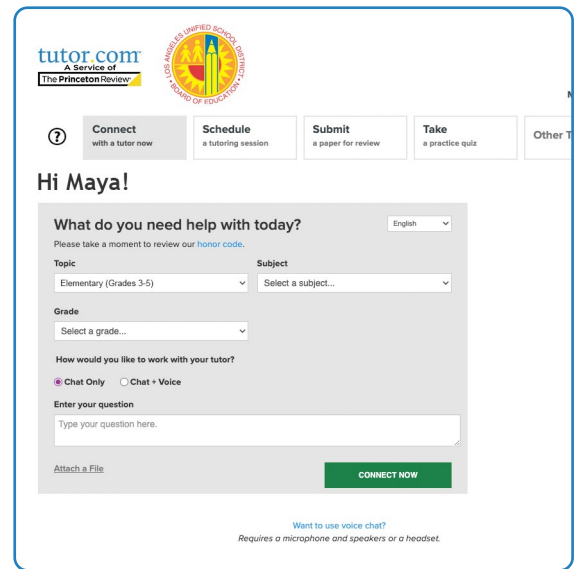 tutor.com
A Service of
The Princeton Review
LOS ANGELES UNIFIED SCHOOL DISTRICT
BOARD OF EDUCATION
Connect
with a tutor now
Schedule
a tutoring session
Submit
a paper for review
Take
a practice quiz
Other T
Hi Maya!
What do you need help with today?
English
Please take a moment to review our honor code.
Topic
Subject
Elementary (Grades 3-5)
Select a subject...
Grade
Select a grade...
How would you like to work with your tutor?
Chat Only
Chat + Voice
Enter your question
Type your question here.
Attach a File
CONNECT NOW
Want to use voice chat?
Requires a microphone and speakers or a headset.